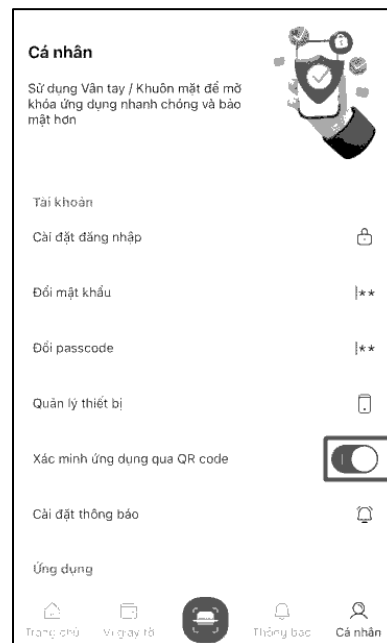 Cá nhân
Sử dụng Vân tay / Khuôn mặt để mở
khóa ứng dụng nhanh chóng và bảo
mật hơn
Tài khoản
Cài đặt đăng nhập
Đổi mật khẩu
Đổi passcode
Quản lý thiết bị
Xác minh ứng dụng qua QR code
Cài đặt thông báo
Ứng dụng
Trang chủ Ví giấy tờ Thông báo Cá nhân